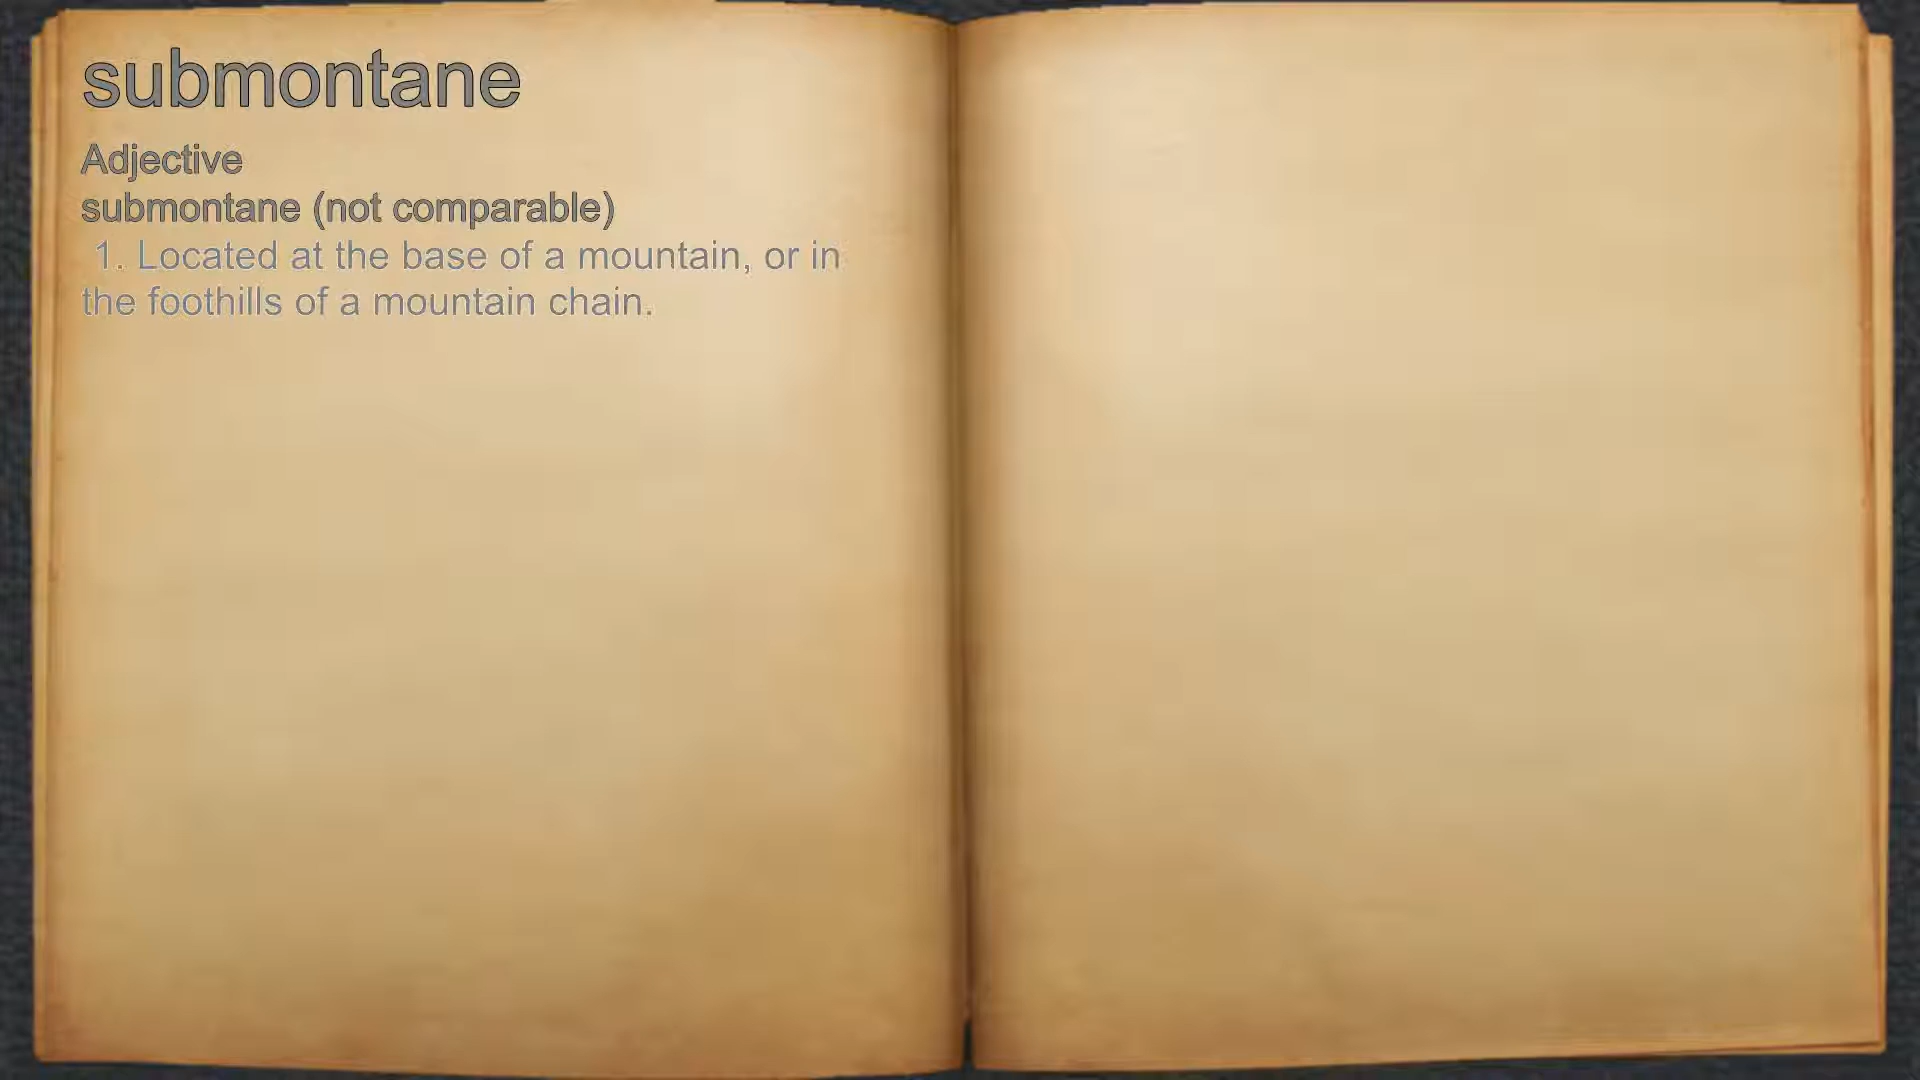 submontane
Adjective
submontane (not comparable)
1. Located at the base of a mountain, or in
the foothills of a mountain chain.